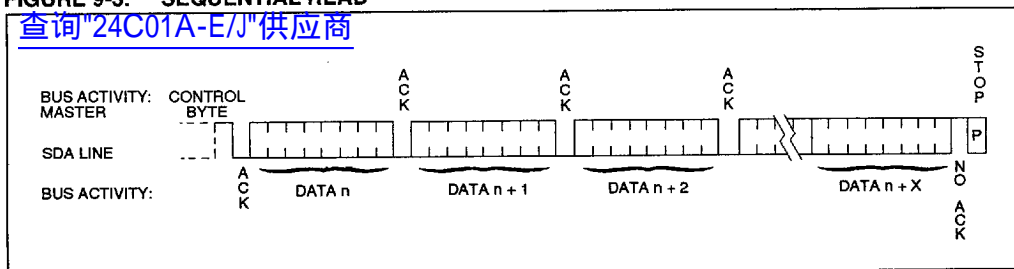 FIGURE 9-3: SEQUENTIAL READ
查询"24C01A-E/J"供应商
BUS ACTIVITY:
MASTER
CONTROL
BYTE
ACK
ACK
ACK
STOP
SDA LINE
P
BUS ACTIVITY:
ACK
DATA n
DATA n + 1
DATA n + 2
DATA n + X
NO ACK